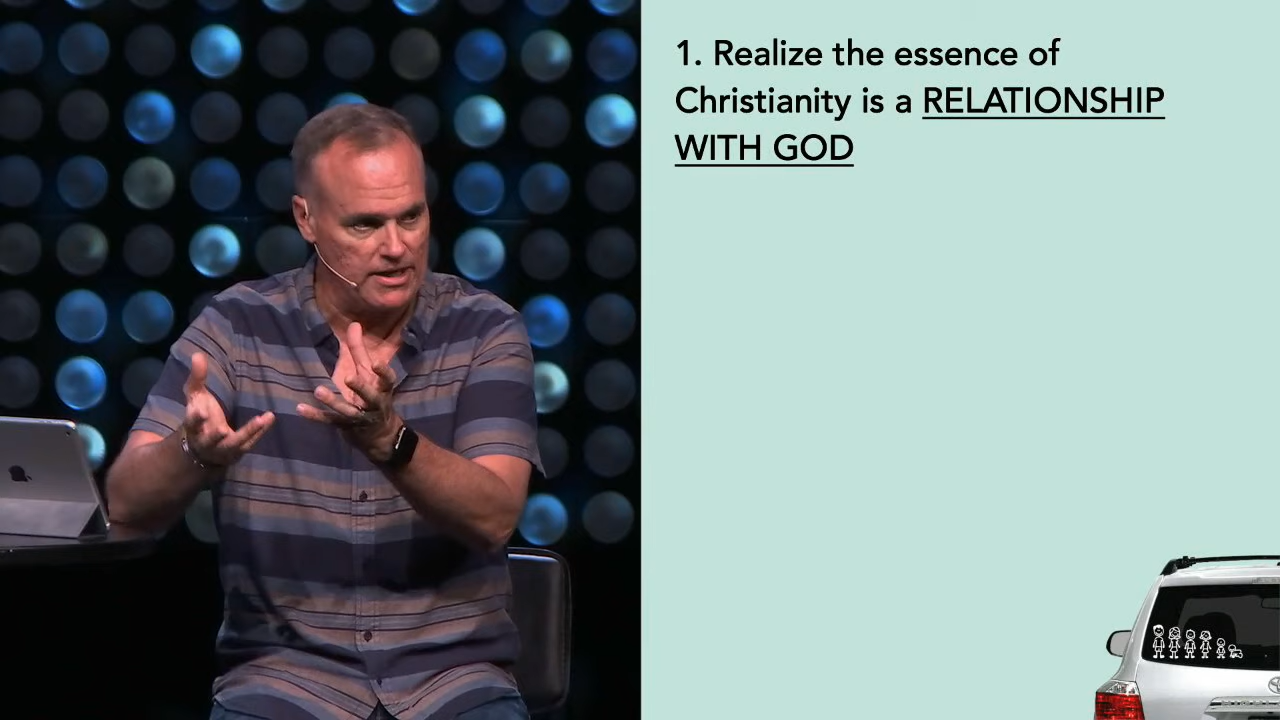 1. Realize the essence of
Christianity is a RELATIONSHIP
WITH GOD